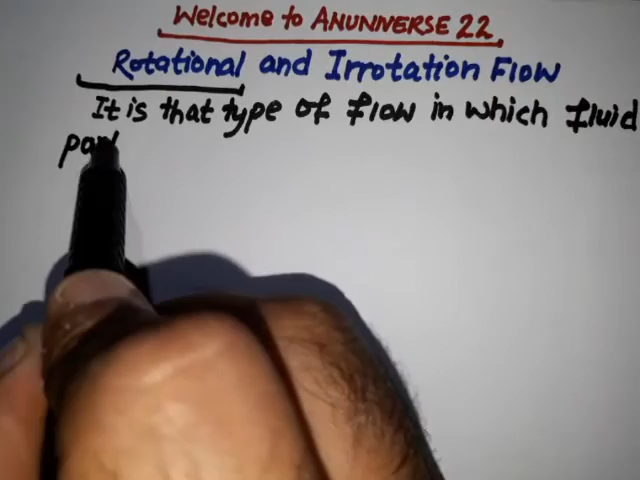 Welcome to ANUNIVERSE 22
Rotational and Irrotation Flow
It is that type of flow in which fluid